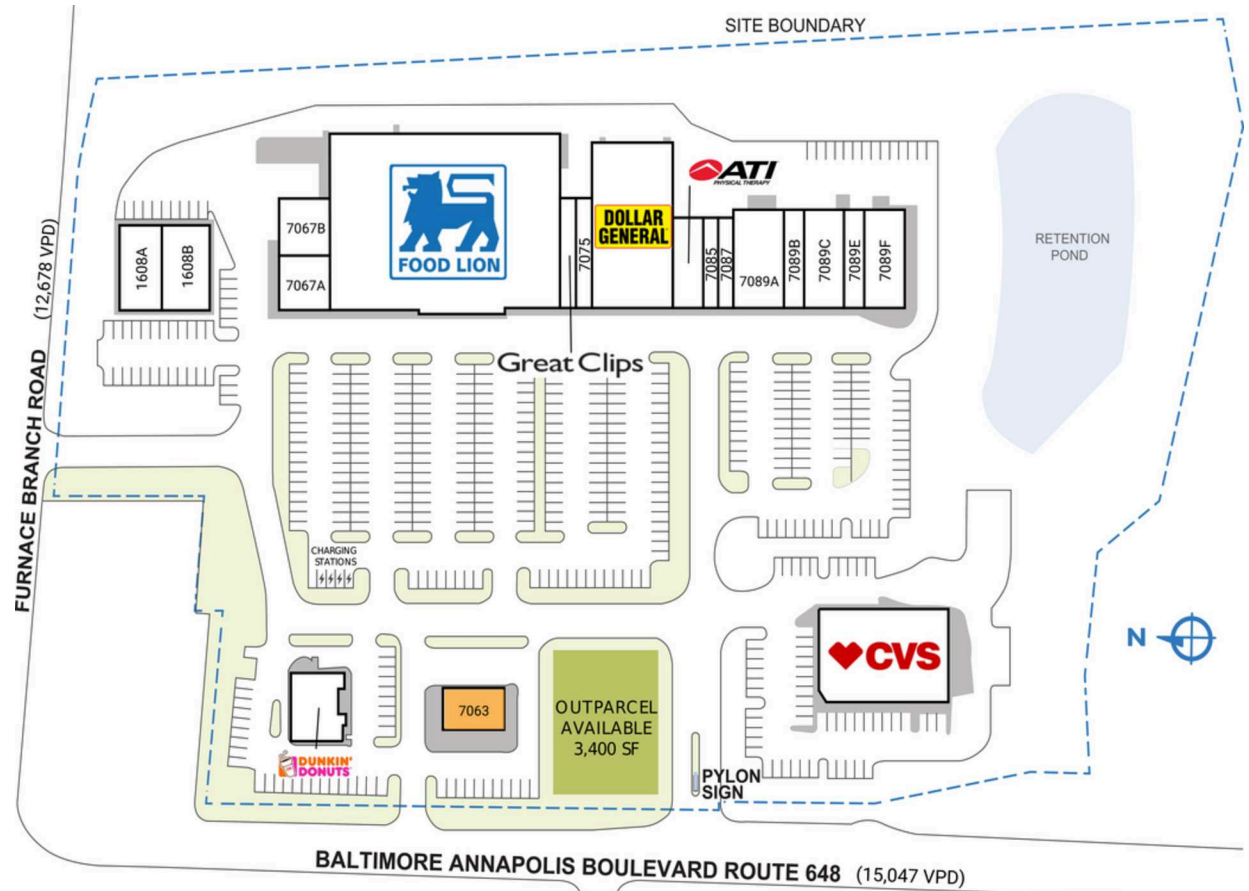 SITE BOUNDARY
ATI
PHYSICAL THERAPY
FOOD LION
DOLLAR
GENERAL
7067B
7067A
7075
7085
7087
7089A
7089B
7089C
7089E
7089F
1608A
1608B
RETENTION
POND
Great Clips
FURNACE BRANCH ROAD (12,678 VPD)
CHARGING
STATIONS
CVS
N
7063
OUTPARCEL
AVAILABLE
3,400 SF
DUNKIN'
DONUTS
PYLON
SIGN
BALTIMORE ANNAPOLIS BOULEVARD ROUTE 648 (15,047 VPD)